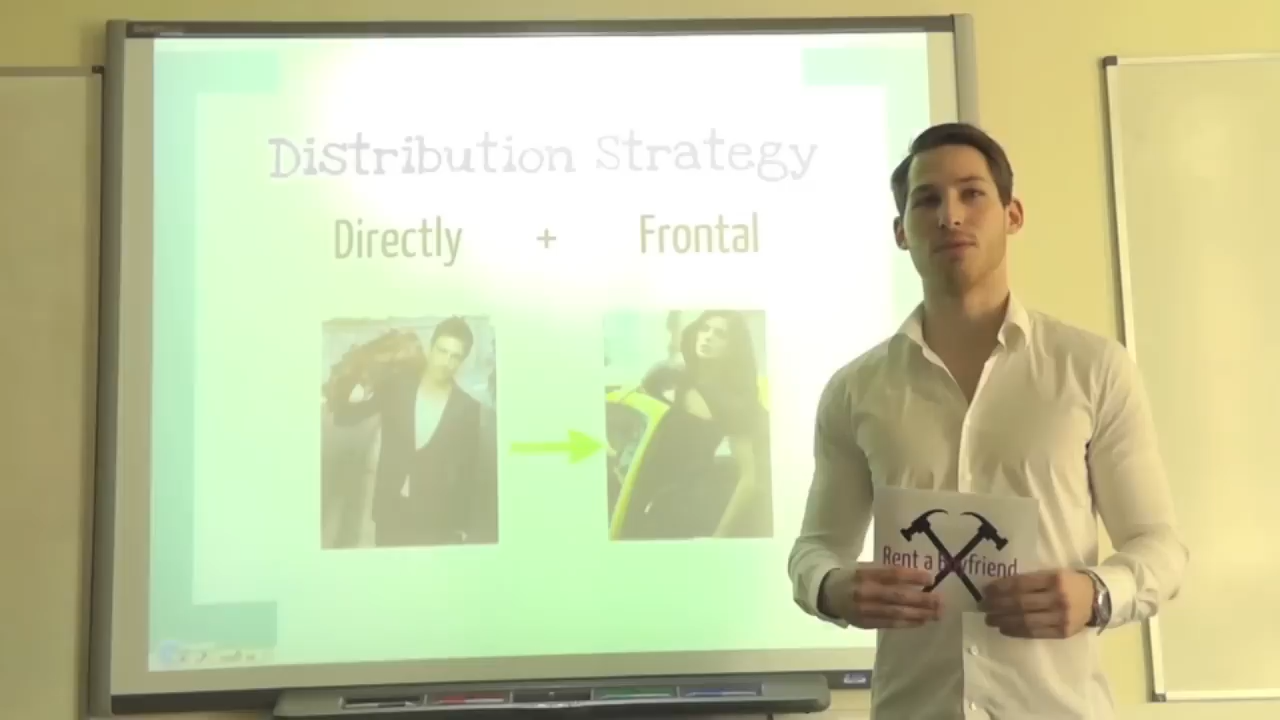 Distribution Strategy
Directly + Frontal
Rent a Boyfriend